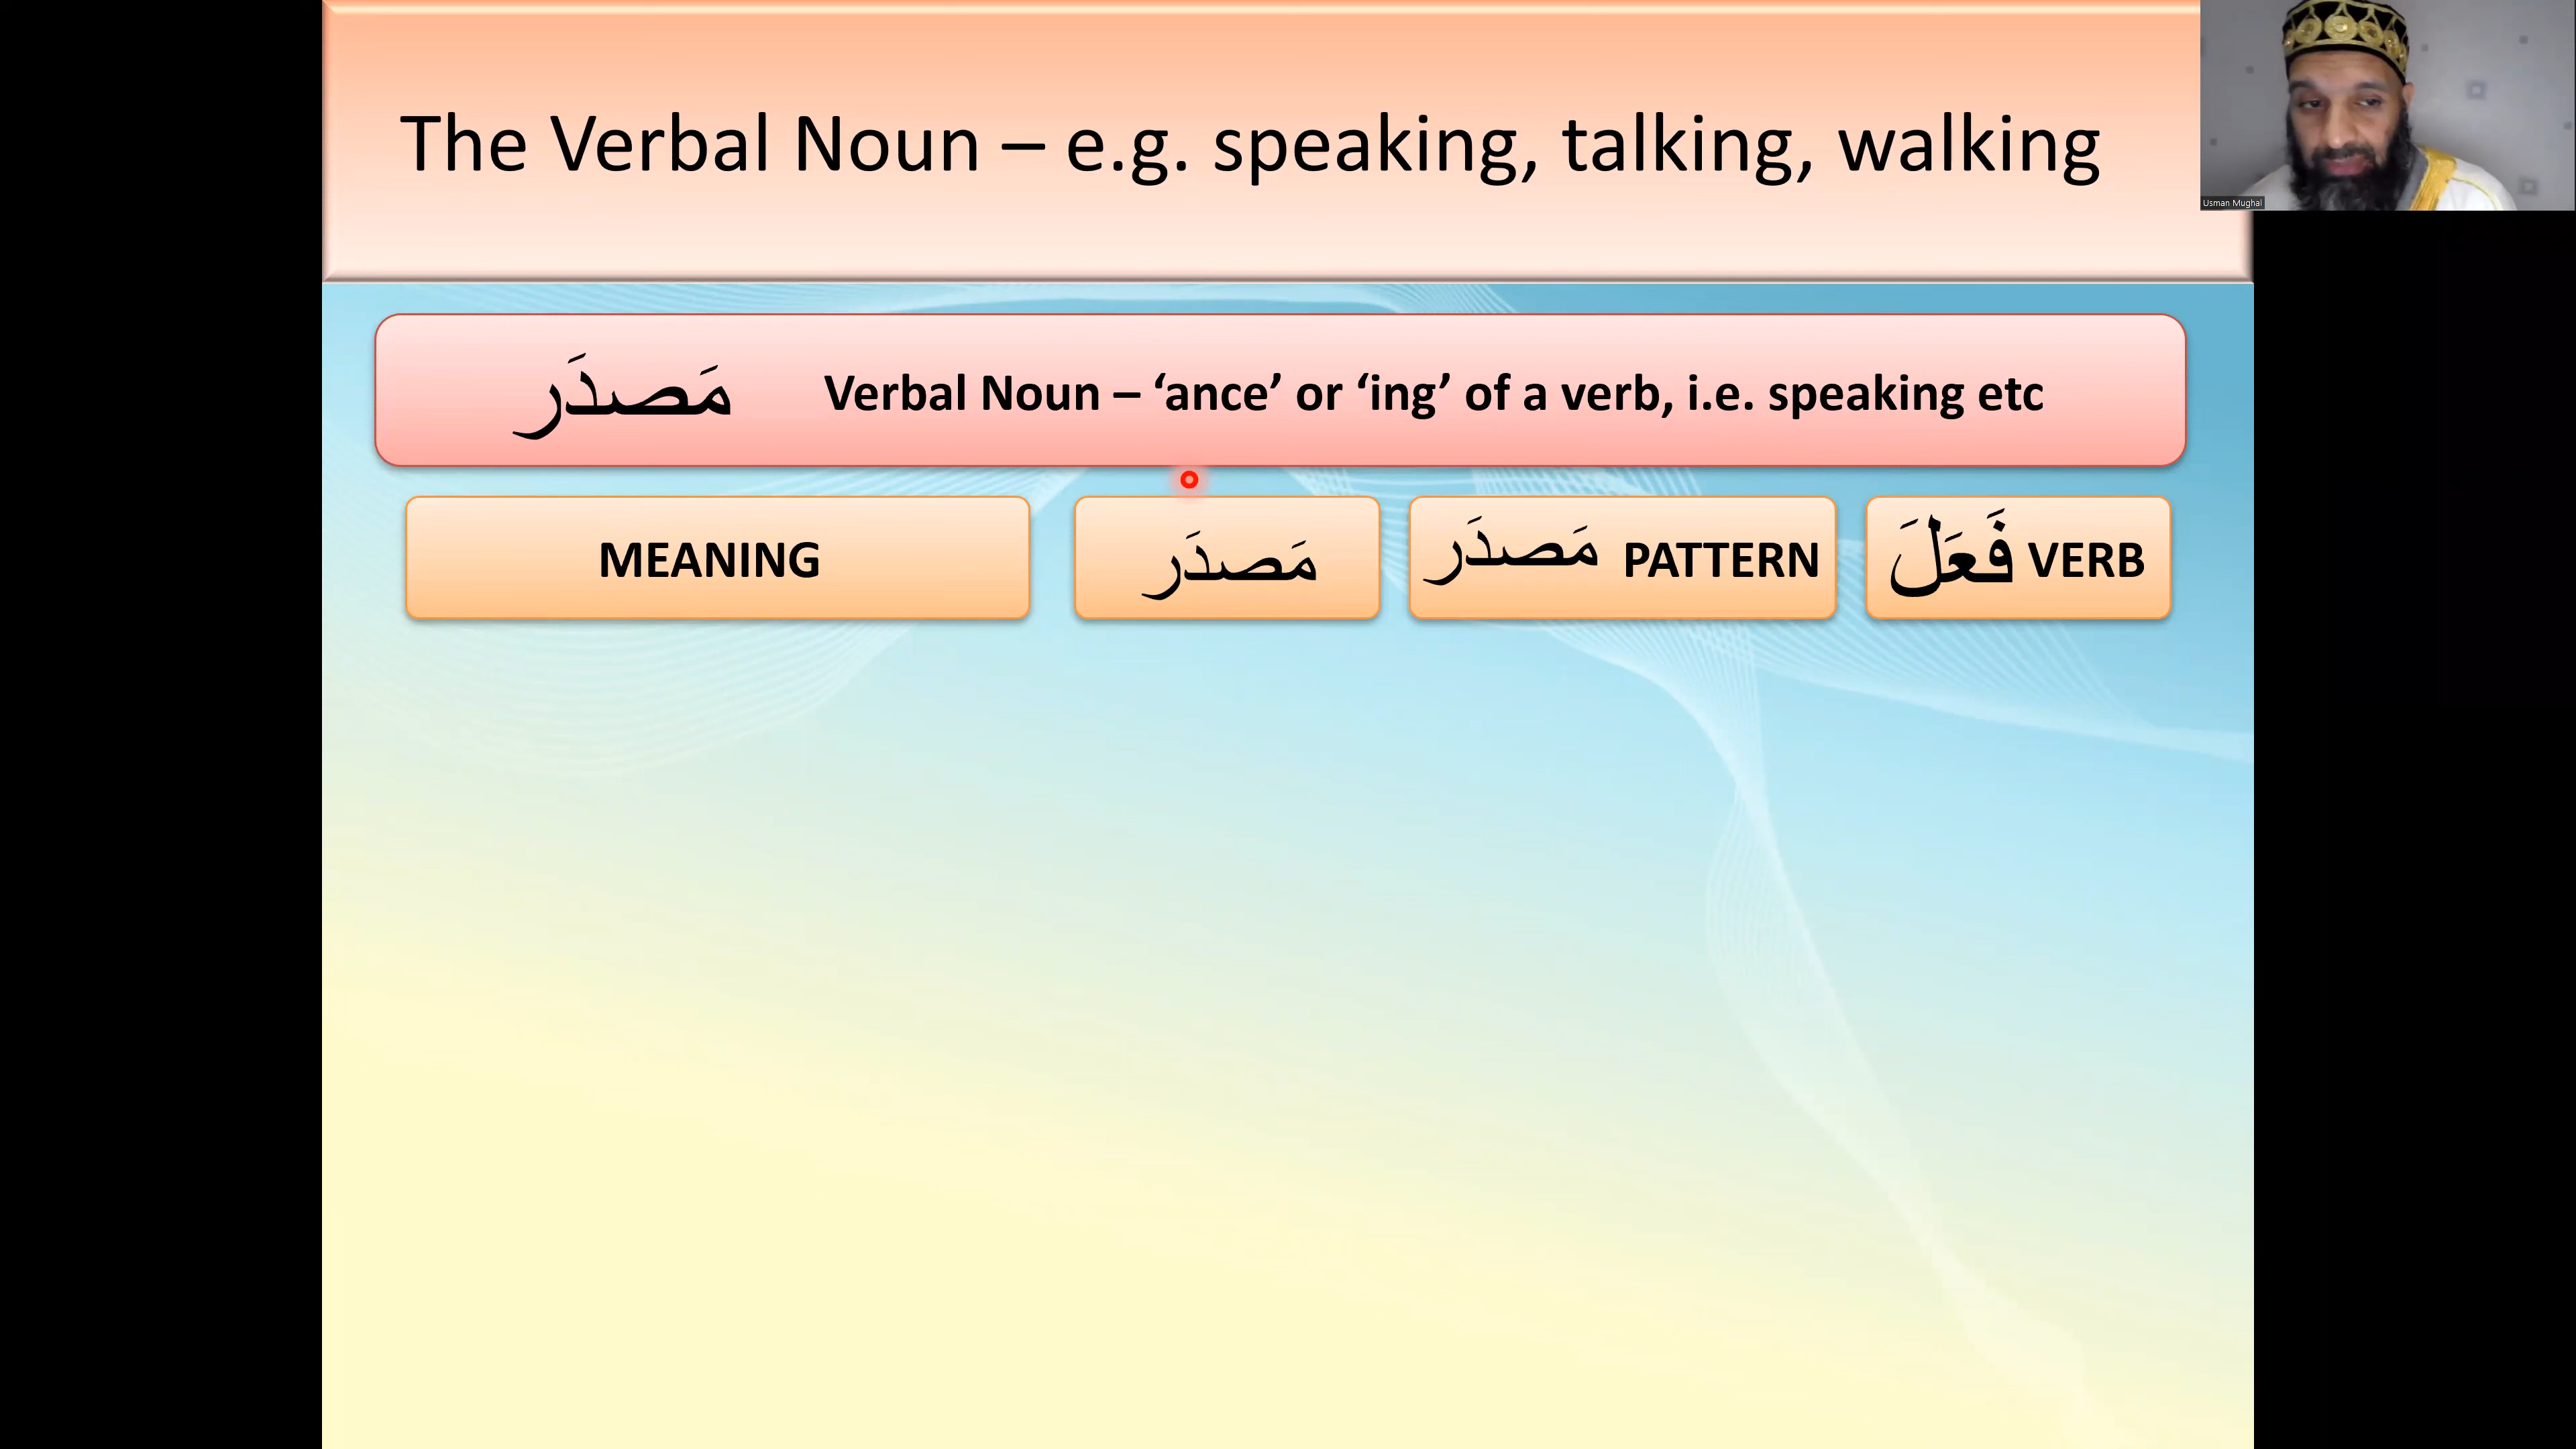 The Verbal Noun – e.g. speaking, talking, walking
Usman Mughal
مَصدَر Verbal Noun – ‘ance’ or ‘ing’ of a verb, i.e. speaking etc
MEANING
مَصدَر
مَصدَر PATTERN
فَعَلَ VERB